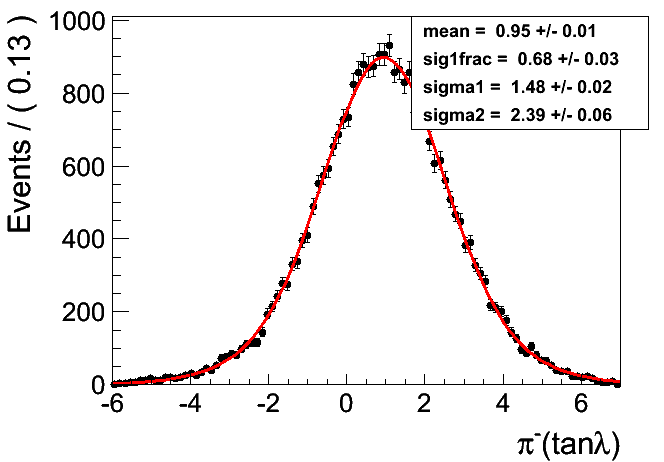 mean = 0.95 +/- 0.01
sig1frac = 0.68 +/- 0.03
sigma1 = 1.48 +/- 0.02
sigma2 = 2.39 +/- 0.06
Events / ( 0.13 )
1000
800
600
400
200
0
-6 -4 -2 0 2 4 6
π⁻(tanλ)